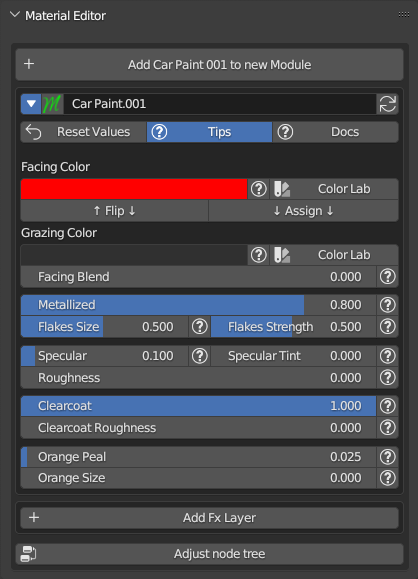 Material Editor
Add Car Paint 001 to new Module
Car Paint.001
Reset Values ? Tips ? Docs
Facing Color
? Color Lab
↑ Flip ↓ ↓ Assign ↓
Grazing Color
? Color Lab
Facing Blend 0.000 ?
Metallized 0.800 ?
Flakes Size 0.500 ? Flakes Strength 0.500 ?
Specular 0.100 ? Specular Tint 0.000 ?
Roughness 0.000 ?
Clearcoat 1.000 ?
Clearcoat Roughness 0.000 ?
Orange Peal 0.025 ?
Orange Size 0.000 ?
Add Fx Layer
Adjust node tree